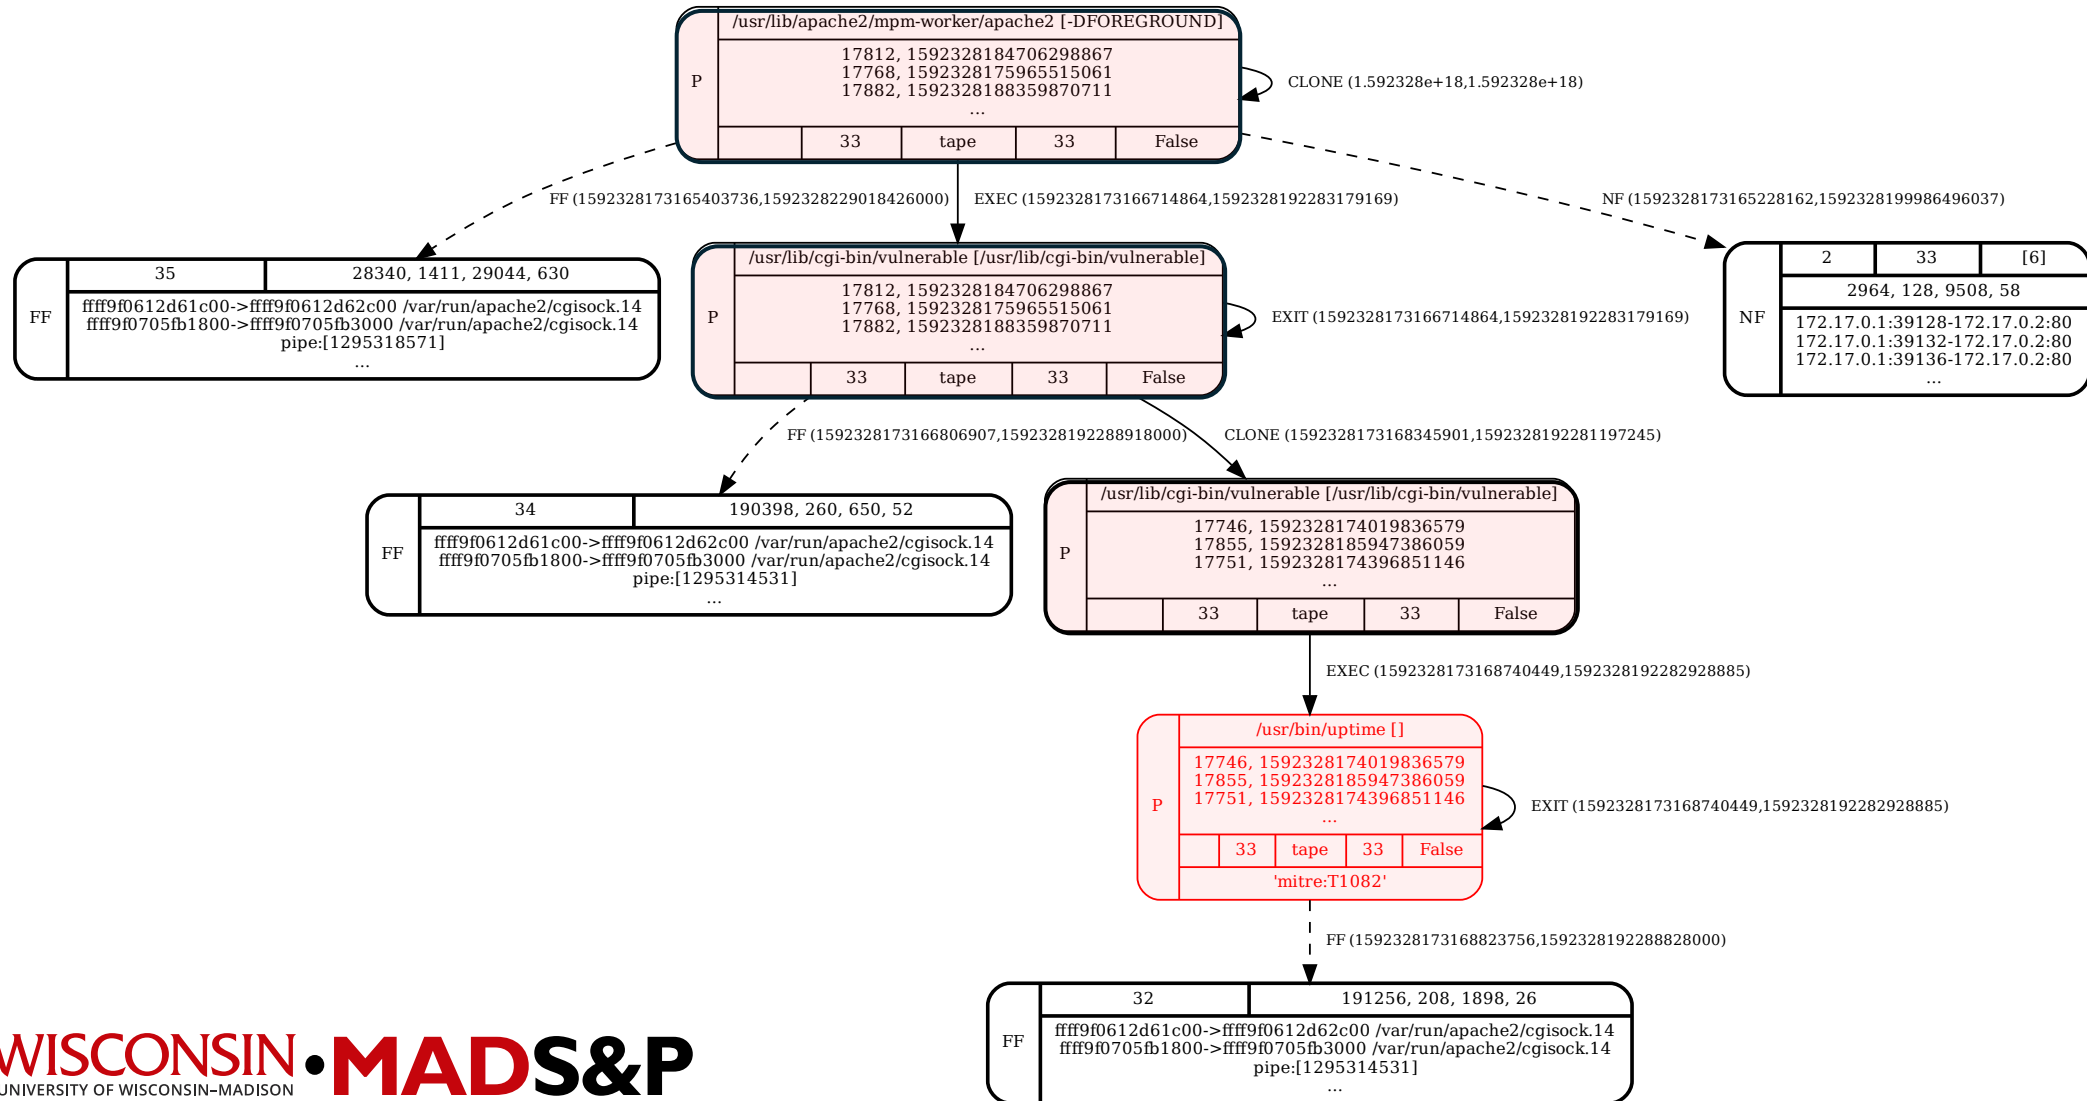 /usr/lib/apache2/mpm-worker/apache2 [-DFOREGROUND]
P
17812, 1592328184706298867
17768, 1592328175965515061
17882, 1592328188359870711
...
33 tape 33 False
CLONE (1.592328e+18,1.592328e+18)
FF (1592328173165403736,1592328229018426000)
EXEC (1592328173166714864,1592328192283179169)
NF (1592328173165228162,1592328199986496037)
FF
35 28340, 1411, 29044, 630
ffff9f0612d61c00->ffff9f0612d62c00 /var/run/apache2/cgisock.14
ffff9f0705fb1800->ffff9f0705fb3000 /var/run/apache2/cgisock.14
pipe:[1295318571]
...
/usr/lib/cgi-bin/vulnerable [/usr/lib/cgi-bin/vulnerable]
P
17812, 1592328184706298867
17768, 1592328175965515061
17882, 1592328188359870711
...
33 tape 33 False
EXIT (1592328173166714864,1592328192283179169)
NF
2 33 [6]
2964, 128, 9508, 58
172.17.0.1:39128-172.17.0.2:80
172.17.0.1:39132-172.17.0.2:80
172.17.0.1:39136-172.17.0.2:80
...
FF (1592328173166806907,1592328192288918000)
CLONE (1592328173168345901,1592328192281197245)
FF
34 190398, 260, 650, 52
ffff9f0612d61c00->ffff9f0612d62c00 /var/run/apache2/cgisock.14
ffff9f0705fb1800->ffff9f0705fb3000 /var/run/apache2/cgisock.14
pipe:[1295314531]
...
/usr/lib/cgi-bin/vulnerable [/usr/lib/cgi-bin/vulnerable]
P
17746, 1592328174019836579
17855, 1592328185947386059
17751, 1592328174396851146
...
33 tape 33 False
EXEC (1592328173168740449,1592328192282928885)
/usr/bin/uptime []
P
17746, 1592328174019836579
17855, 1592328185947386059
17751, 1592328174396851146
...
33 tape 33 False
'mitre:T1082'
EXIT (1592328173168740449,1592328192282928885)
FF (1592328173168823756,1592328192288828000)
FF
32 191256, 208, 1898, 26
ffff9f0612d61c00->ffff9f0612d62c00 /var/run/apache2/cgisock.14
ffff9f0705fb1800->ffff9f0705fb3000 /var/run/apache2/cgisock.14
pipe:[1295314531]
...
WISCONSIN
UNIVERSITY OF WISCONSIN–MADISON
•MADS&P